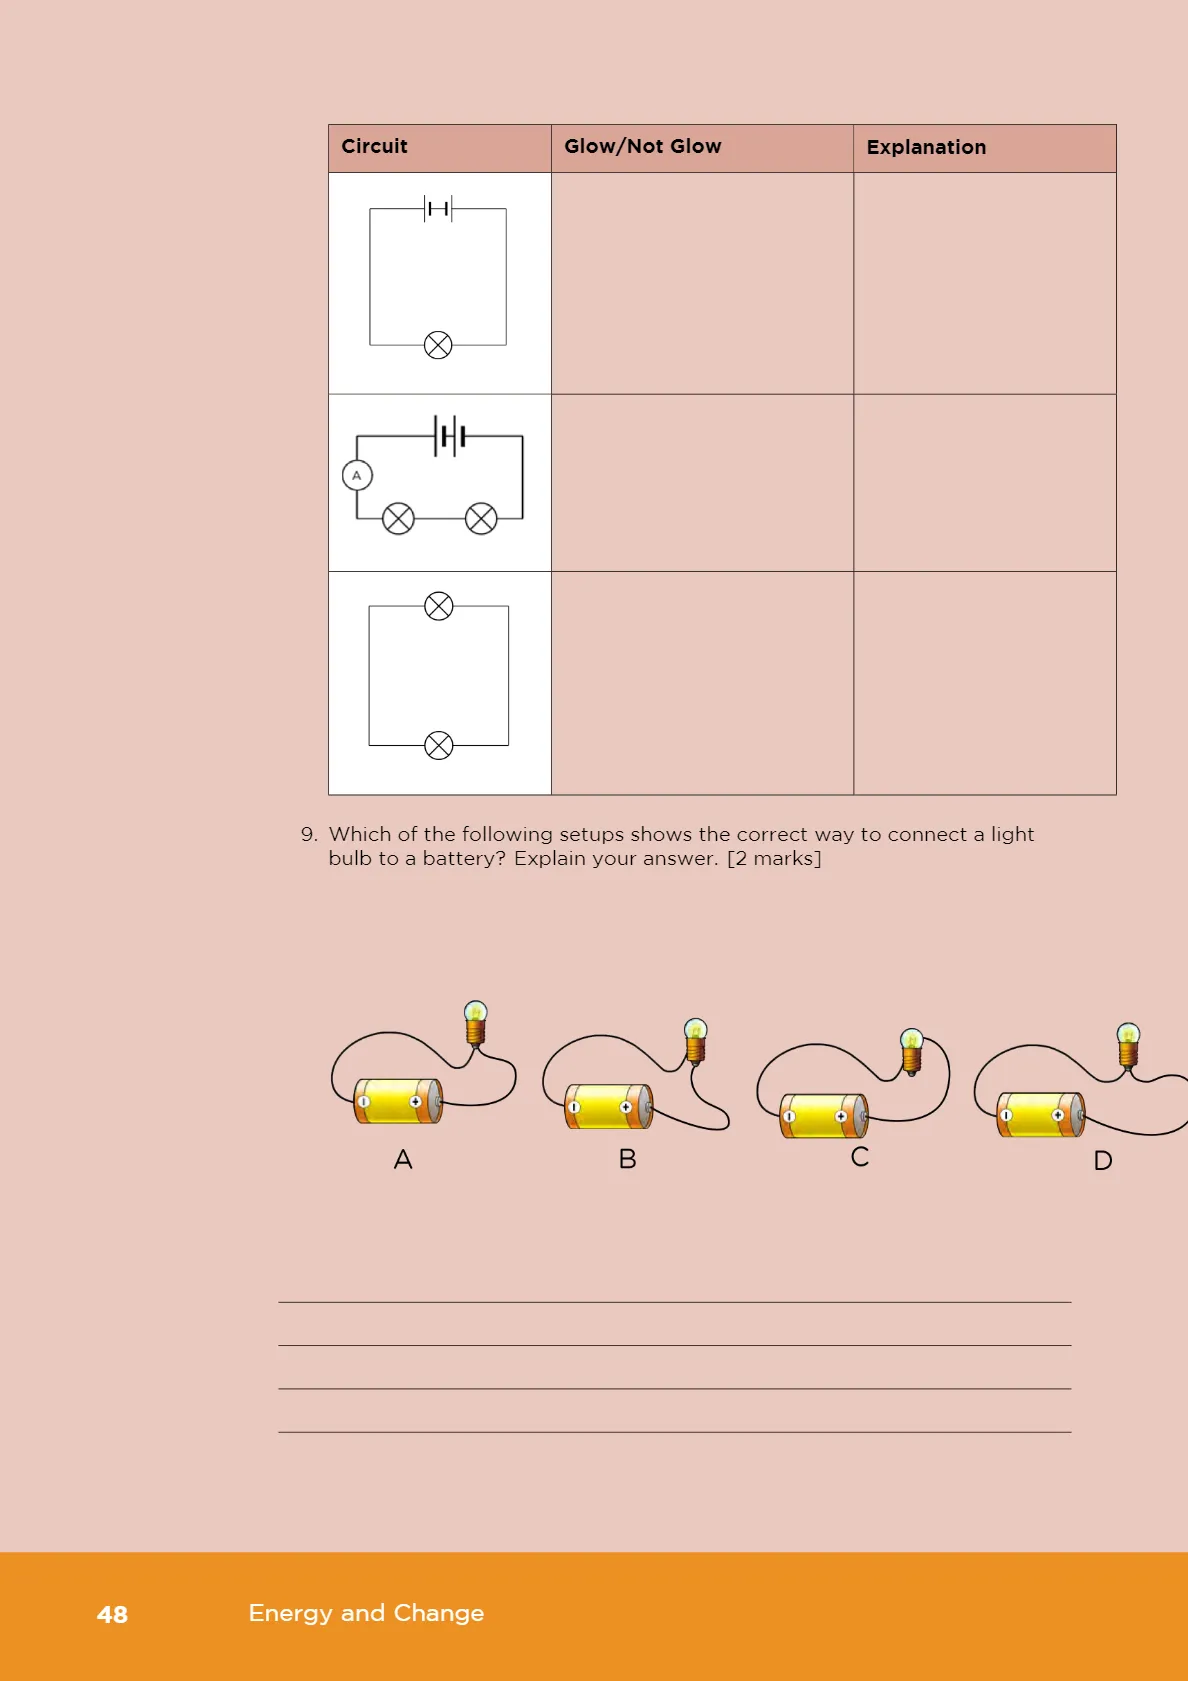 Circuit
Glow/Not Glow
Explanation
A
9. Which of the following setups shows the correct way to connect a light
bulb to a battery? Explain your answer. [2 marks]
- +
- +
- +
- +
A
B
C
D
48
Energy and Change